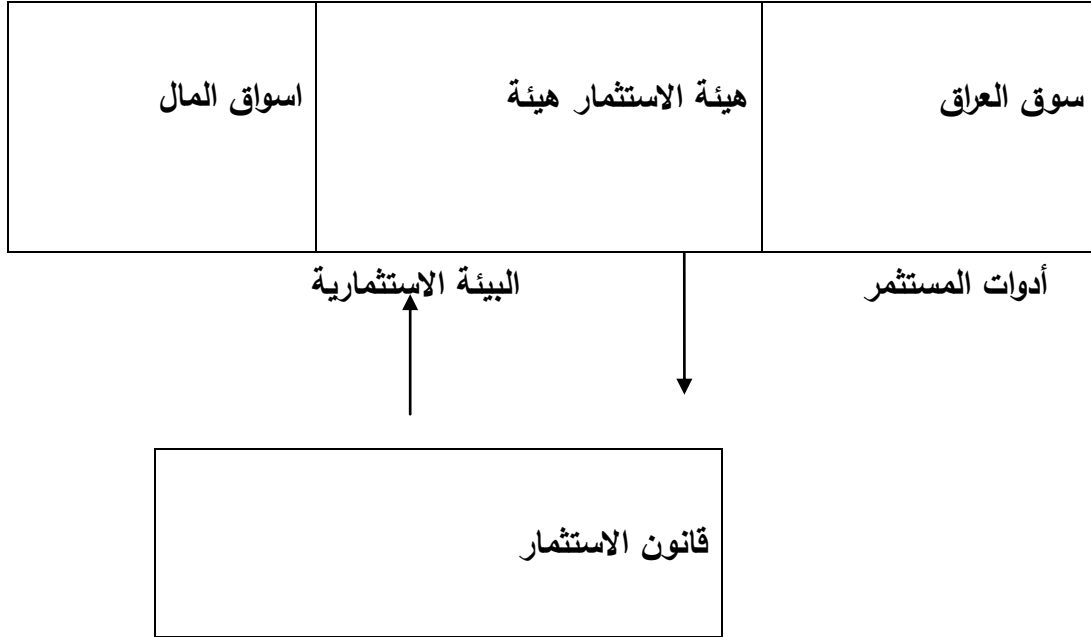 سوق العراق
هيئة الاستثمار هيئة
اسواق المال
أدوات المستثمر
البيئة الاستثمارية
قانون الاستثمار